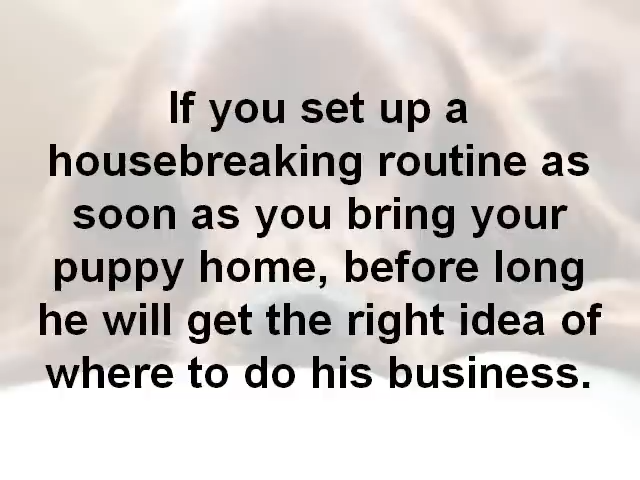 If you set up a
housebreaking routine as
soon as you bring your
puppy home, before long
he will get the right idea of
where to do his business.